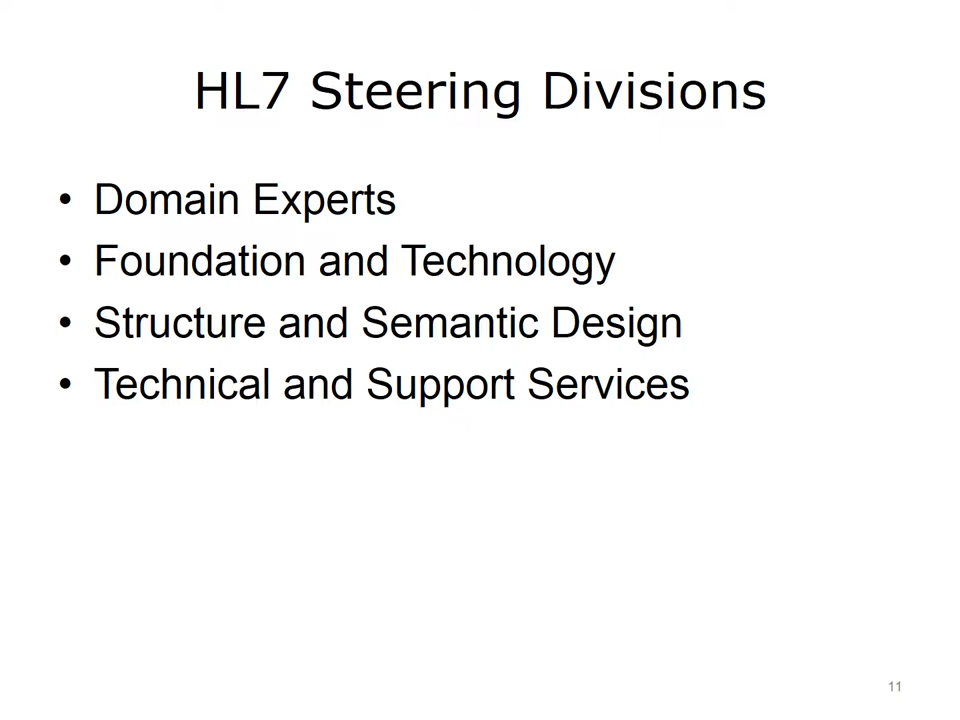 HL7 Steering Divisions
• Domain Experts
• Foundation and Technology
• Structure and Semantic Design
• Technical and Support Services
11